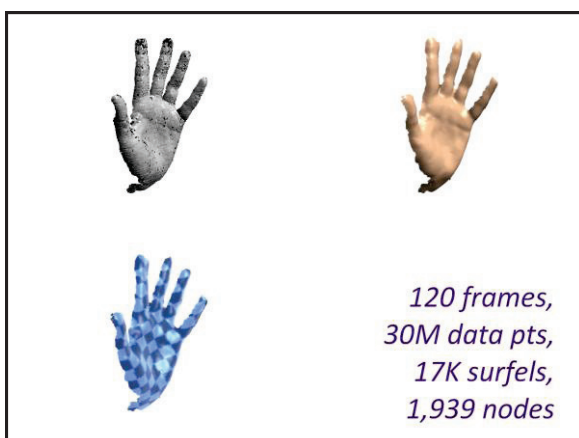 120 frames,
30M data pts,
17K surfels,
1,939 nodes